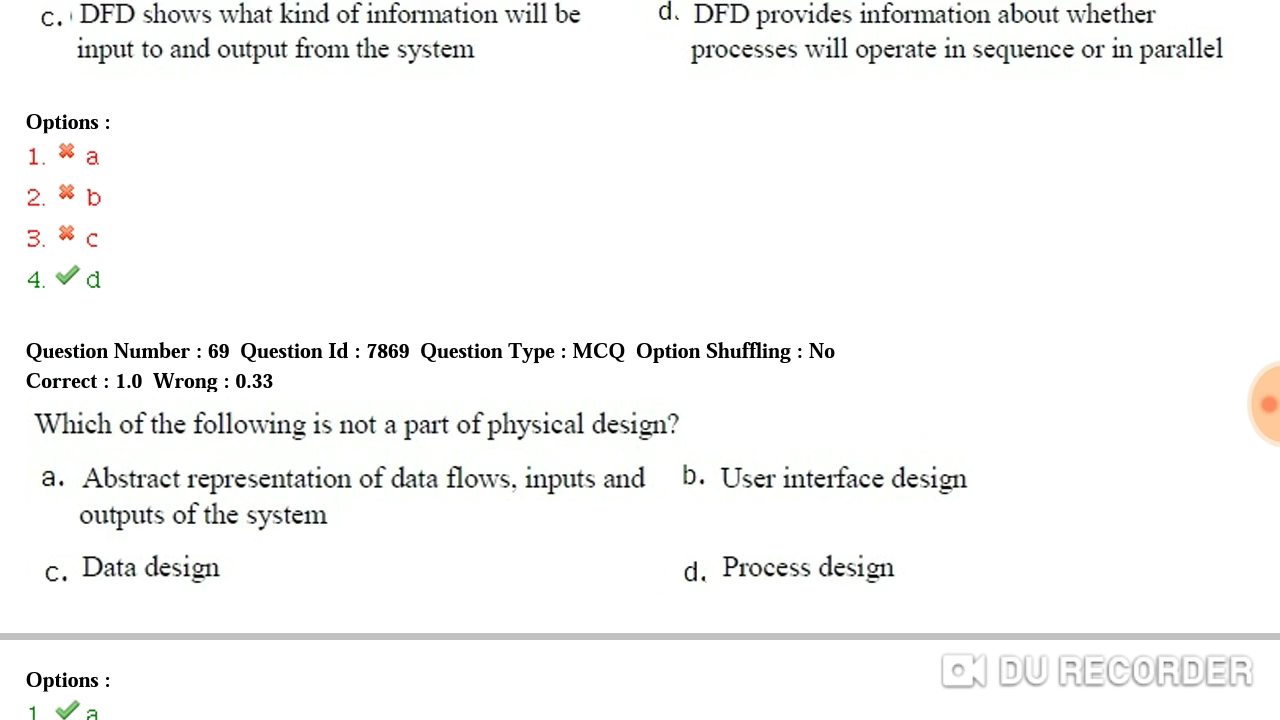 c. DFD shows what kind of information will be
input to and output from the system
d. DFD provides information about whether
processes will operate in sequence or in parallel
Options :
1. a
2. b
3. c
4. d
Question Number : 69 Question Id : 7869 Question Type : MCQ Option Shuffling : No
Correct : 1.0 Wrong : 0.33
Which of the following is not a part of physical design?
a. Abstract representation of data flows, inputs and
outputs of the system
b. User interface design
c. Data design
d. Process design
DU RECORDER
Options :
1. a